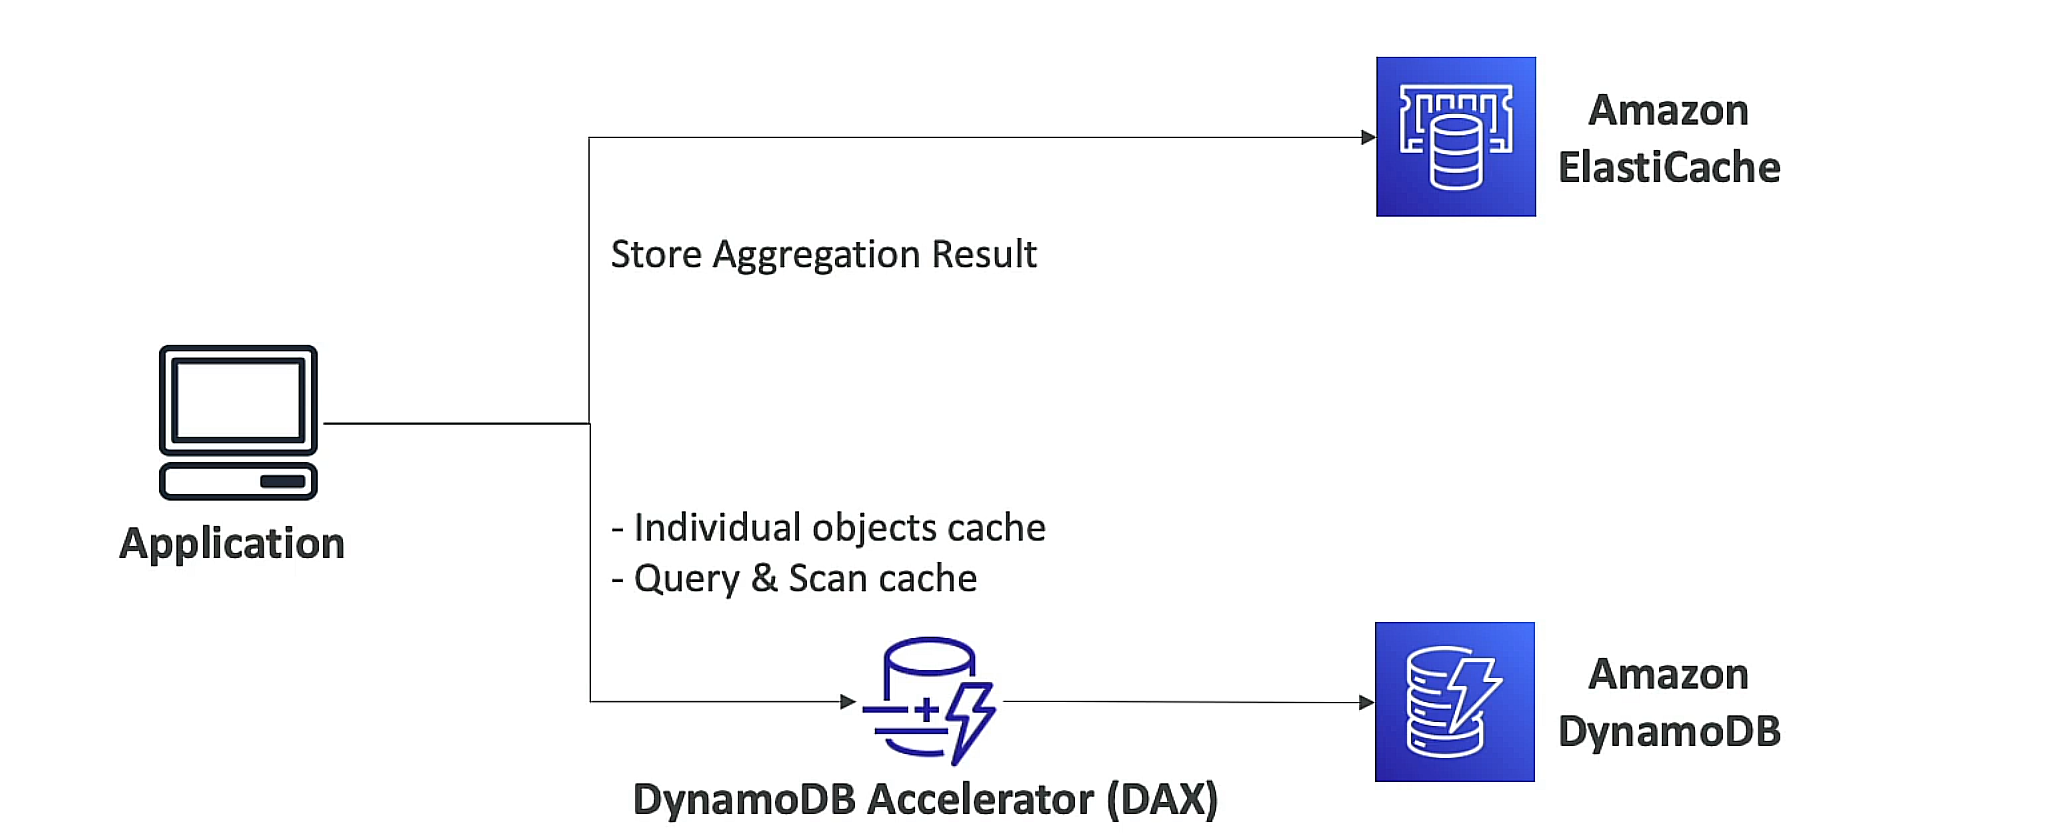 Amazon
ElastiCache
Store Aggregation Result
Application
- Individual objects cache
- Query & Scan cache
Amazon
DynamoDB
DynamoDB Accelerator (DAX)